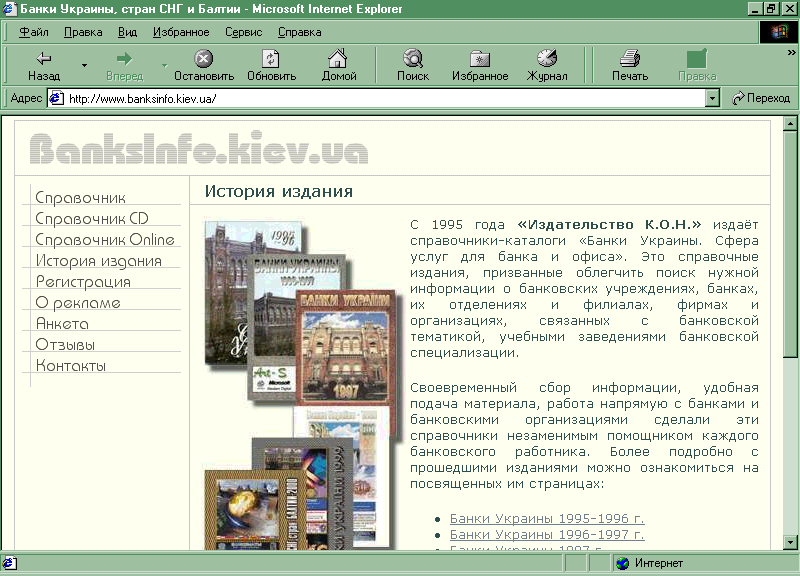 Банки Украины, стран СНГ и Балтии - Microsoft Internet Explorer
Файл Правка Вид Избранное Сервис Справка
Назад Вперед Остановить Обновить Домой Поиск Избранное Журнал Печать Правка
Адрес http://www.banksinfo.kiev.ua/ Переход
BanksInfo.kiev.ua
История издания
Справочник
Справочник CD
Справочник Online
История издания
Регистрация
О рекламе
Анкета
Отзывы
Контакты
1995
-96
БАНКИ УКРАИНЫ
1996-1997
Art-S
Microsoft
БАНКИ УКРАИНИ
1997
С 1995 года «Издательство К.О.Н.» издаёт
справочники-каталоги «Банки Украины. Сфера
услуг для банка и офиса». Это справочные
издания, призванные облегчить поиск нужной
информации о банковских учреждениях, банках,
их отделениях и филиалах, фирмах и
организациях, связанных с банковской
тематикой, учебными заведениями банковской
специализации.
Своевременный сбор информации, удобная
подача материала, работа напрямую с банками и
банковскими организациями сделали эти
справочники незаменимым помощником каждого
банковского работника. Более подробно с
прошедшими изданиями можно ознакомиться на
посвященных им страницах:
• Банки Украины 1995-1996 г.
• Банки Украины 1996-1997 г.
• Банки Украины 1997 г.
Интернет